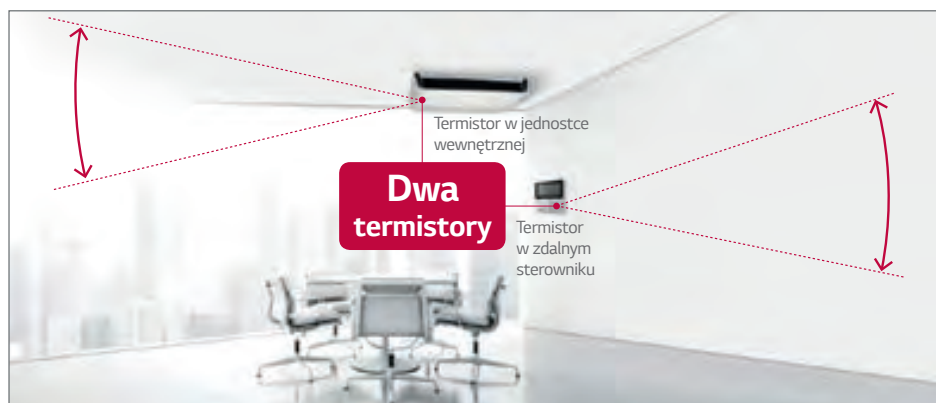 Termistor w jednostce
wewnętrznej
Dwa
termistory
Termistor
w zdalnym
sterowniku